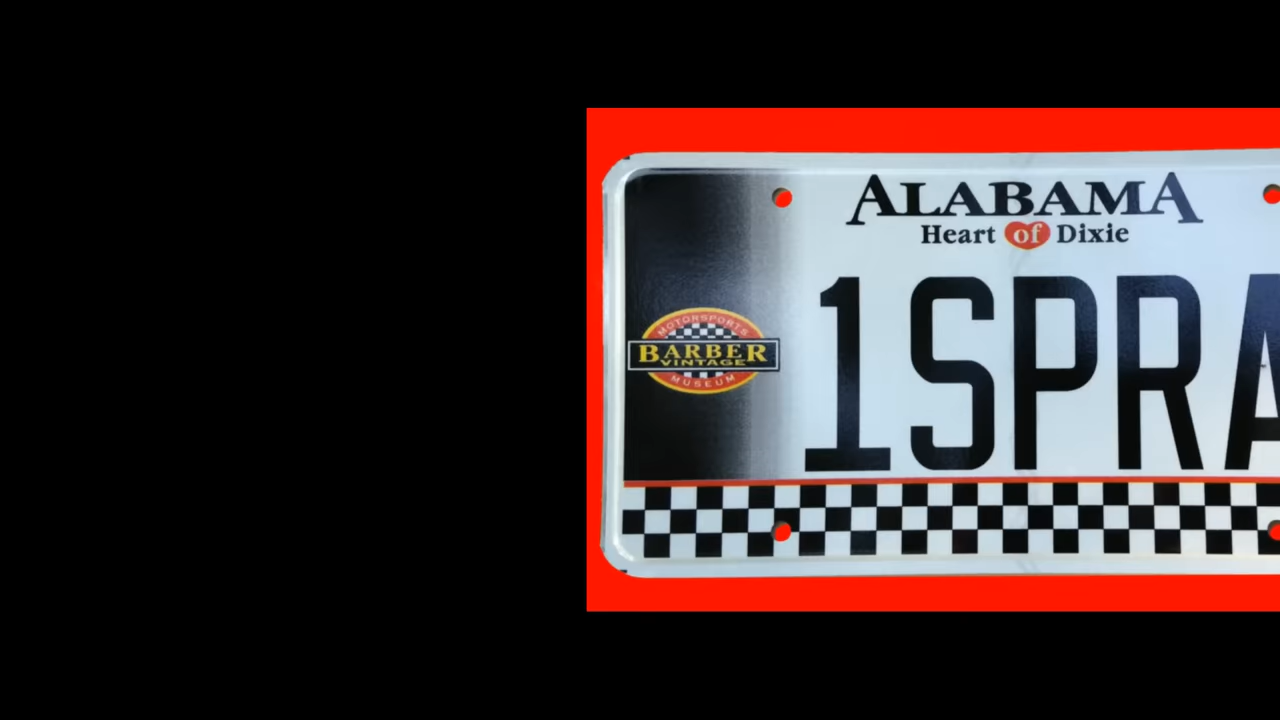 ALABAMA
Heart of Dixie
MOTORSPORTS
BARBER
VINTAGE
MUSEUM
1SPRA